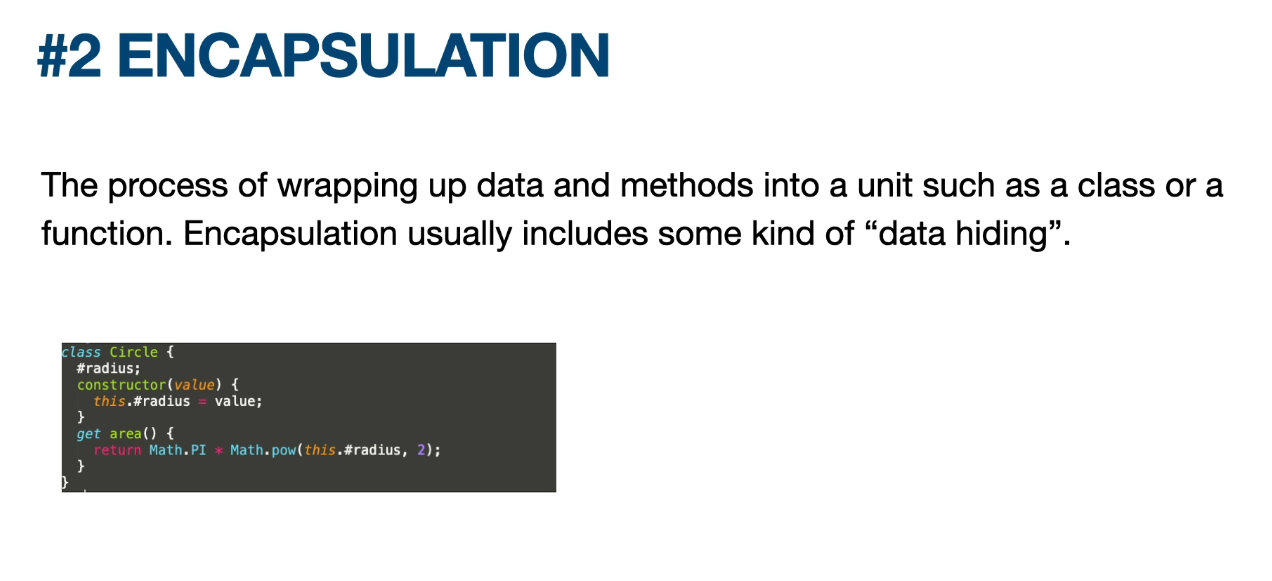 #2 ENCAPSULATION
The process of wrapping up data and methods into a unit such as a class or a
function. Encapsulation usually includes some kind of “data hiding”.
class Circle {
  #radius;
  constructor(value) {
    this.#radius = value;
  }
  get area() {
    return Math.PI * Math.pow(this.#radius, 2);
  }
}